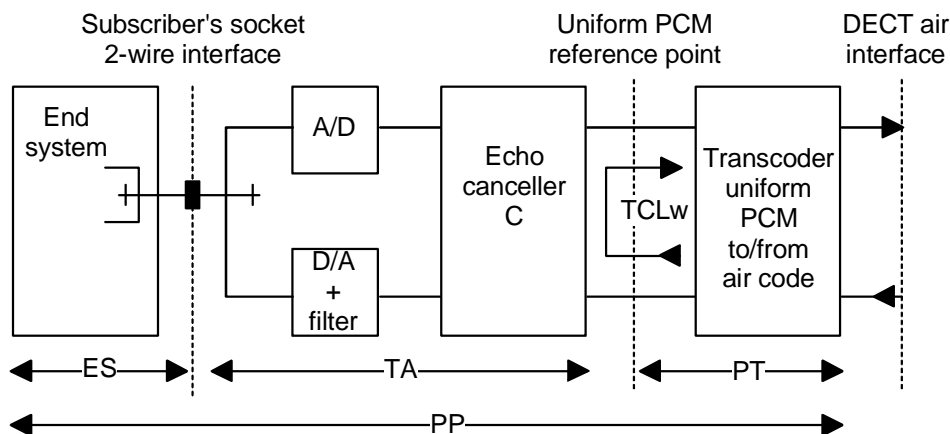 Subscriber's socket
2-wire interface
Uniform PCM
reference point
DECT air
interface
End
system
A/D
D/A
+
filter
Echo
canceller
C
TCLw
Transcoder
uniform
PCM
to/from
air code
ES
TA
PT
PP